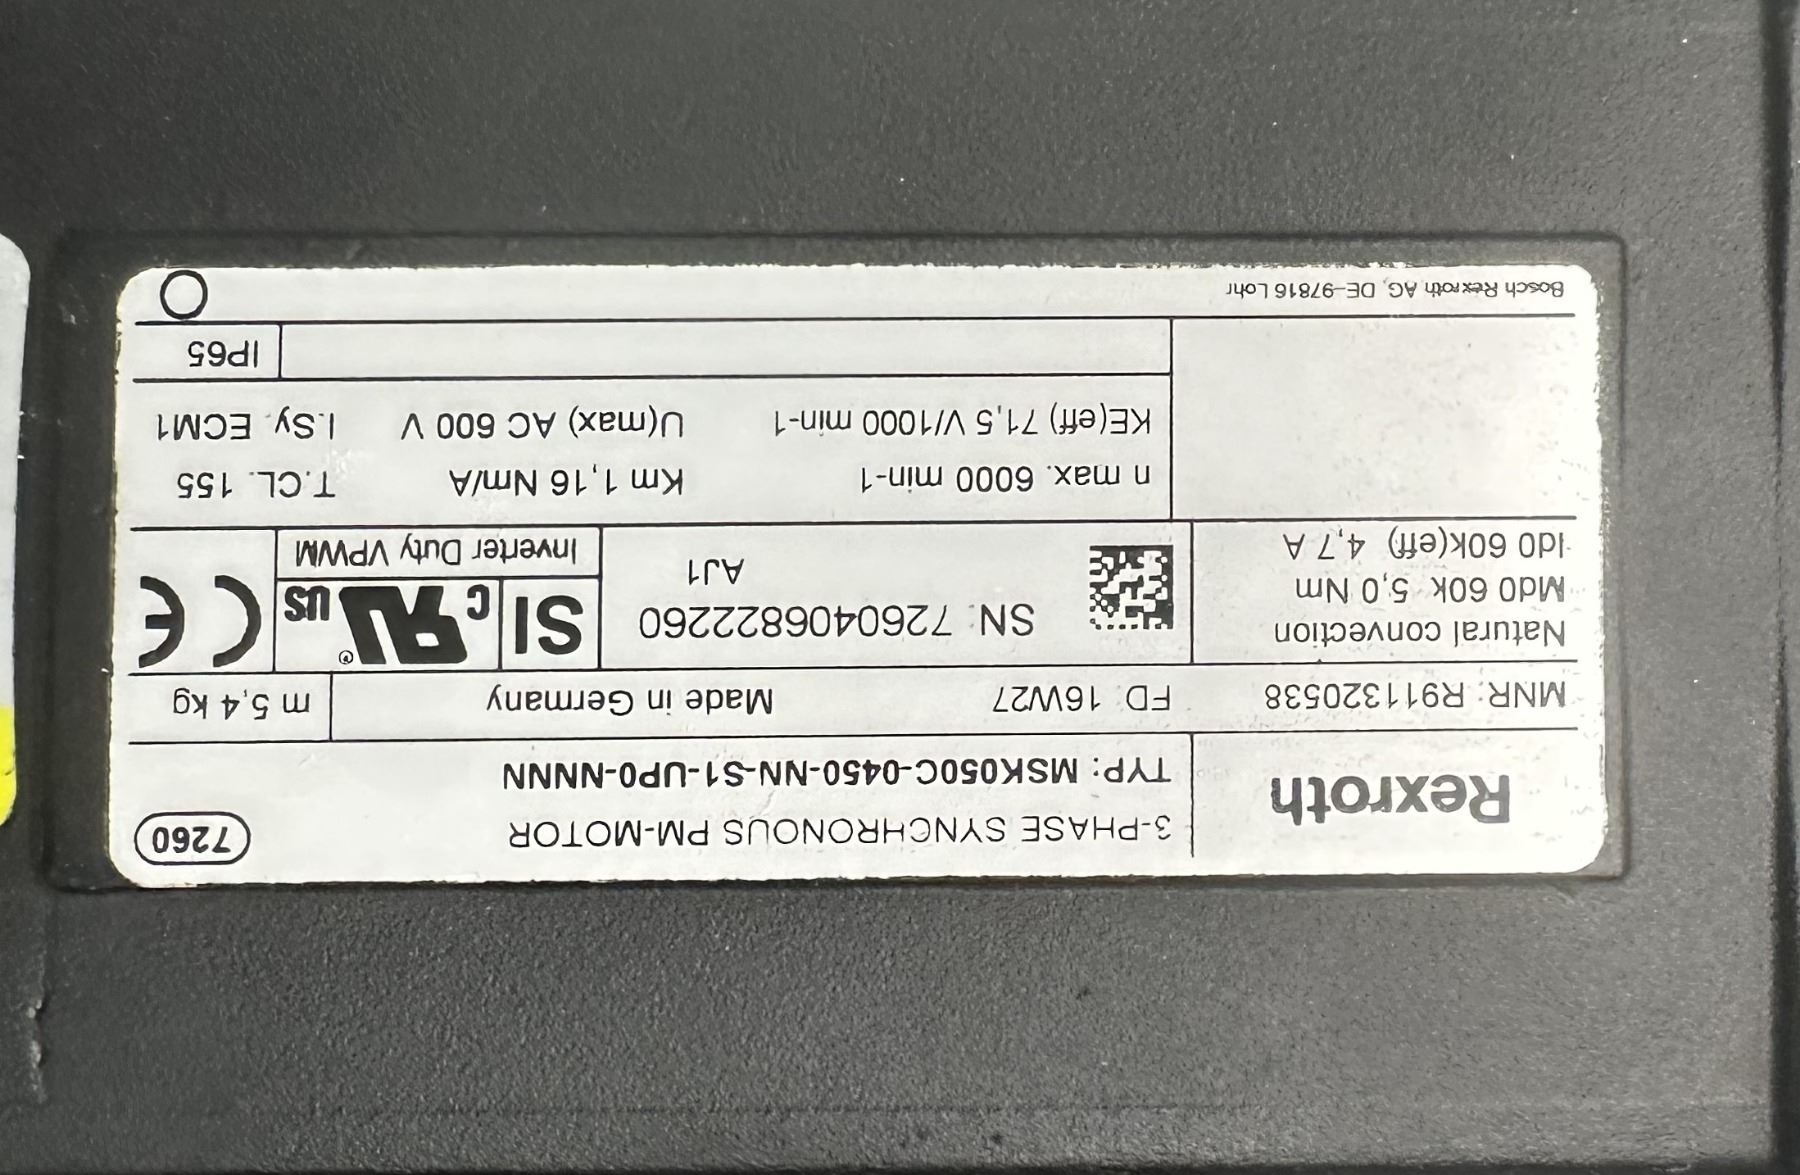 Rexroth
3-PHASE SYNCHRONOUS PM-MOTOR
7260
TYP: MSK050C-0450-NN-S1-UP0-NNNN
MNR: R911320538
FD: 16W27
Made in Germany
m 5,4 kg
Natural convection
Md0 60k 5,0 Nm
Id0 60k(eff) 4,7 A
SN: 7260406822260
AJ1
SI
c
US
®
Inverter Duty VPWM
CE
n max. 6000 min-1
Km 1,16 Nm/A
T.CL. 155
KE(eff) 71,5 V/1000 min-1
U(max) AC 600 V
I.Sy. ECM1
IP65
Bosch Rexroth AG, DE-97816 Lohr